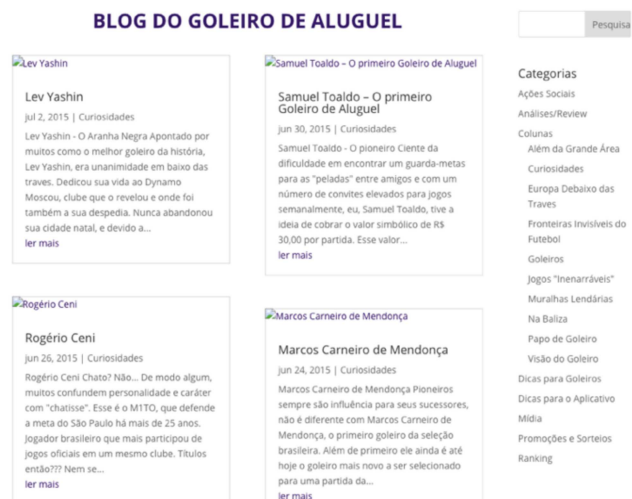 BLOG DO GOLEIRO DE ALUGUEL
Lev Yashin
Lev Yashin
jul 2, 2015 | Curiosidades
Lev Yashin - O Aranha Negra Apontado por
muitos como o melhor goleiro da história,
Lev Yashin, era unanimidade em baixo das
traves. Dedicou sua vida ao Dynamo
Moscou, clube que o revelou e onde foi
também a sua despedia. Nunca abandonou
sua cidade natal, e devido a...
ler mais
Samuel Toaldo – O primeiro Goleiro de Aluguel
Samuel Toaldo – O primeiro
Goleiro de Aluguel
jun 30, 2015 | Curiosidades
Samuel Toaldo - O pioneiro Ciente da
dificuldade em encontrar um guarda-metas
para as "peladas" entre amigos e com um
número de convites elevados para jogos
semanalmente, eu, Samuel Toaldo, tive a
ideia de cobrar o valor simbólico de R$
30,00 por partida. Esse valor...
ler mais
Rogério Ceni
Rogério Ceni
jun 26, 2015 | Curiosidades
Rogério Ceni Chato? Não... De modo algum,
muitos confundem personalidade e caráter
com "chatisse". Esse é o M1TO, que defende
a meta do São Paulo há mais de 25 anos.
Jogador brasileiro que mais participou de
jogos oficiais em um mesmo clube. Títulos
então??? Nem se...
ler mais
Marcos Carneiro de Mendonça
Marcos Carneiro de Mendonça
jun 24, 2015 | Curiosidades
Marcos Carneiro de Mendonça Pioneiros
sempre são influência para seus sucessores,
não é diferente com Marcos Carneiro de
Mendonça, o primeiro goleiro da seleção
brasileira. Além de primeiro ele ainda é até
hoje o goleiro mais novo a ser selecionado
para uma partida da...
ler mais
Pesquisa
Categorias
Ações Sociais
Análises/Review
Colunas
Além da Grande Área
Curiosidades
Europa Debaixo das
Traves
Fronteiras Invisíveis do
Futebol
Goleiros
Jogos "Inenarráveis"
Muralhas Lendárias
Na Baliza
Papo de Goleiro
Visão do Goleiro
Dicas para Goleiros
Dicas para o Aplicativo
Mídia
Promoções e Sorteios
Ranking